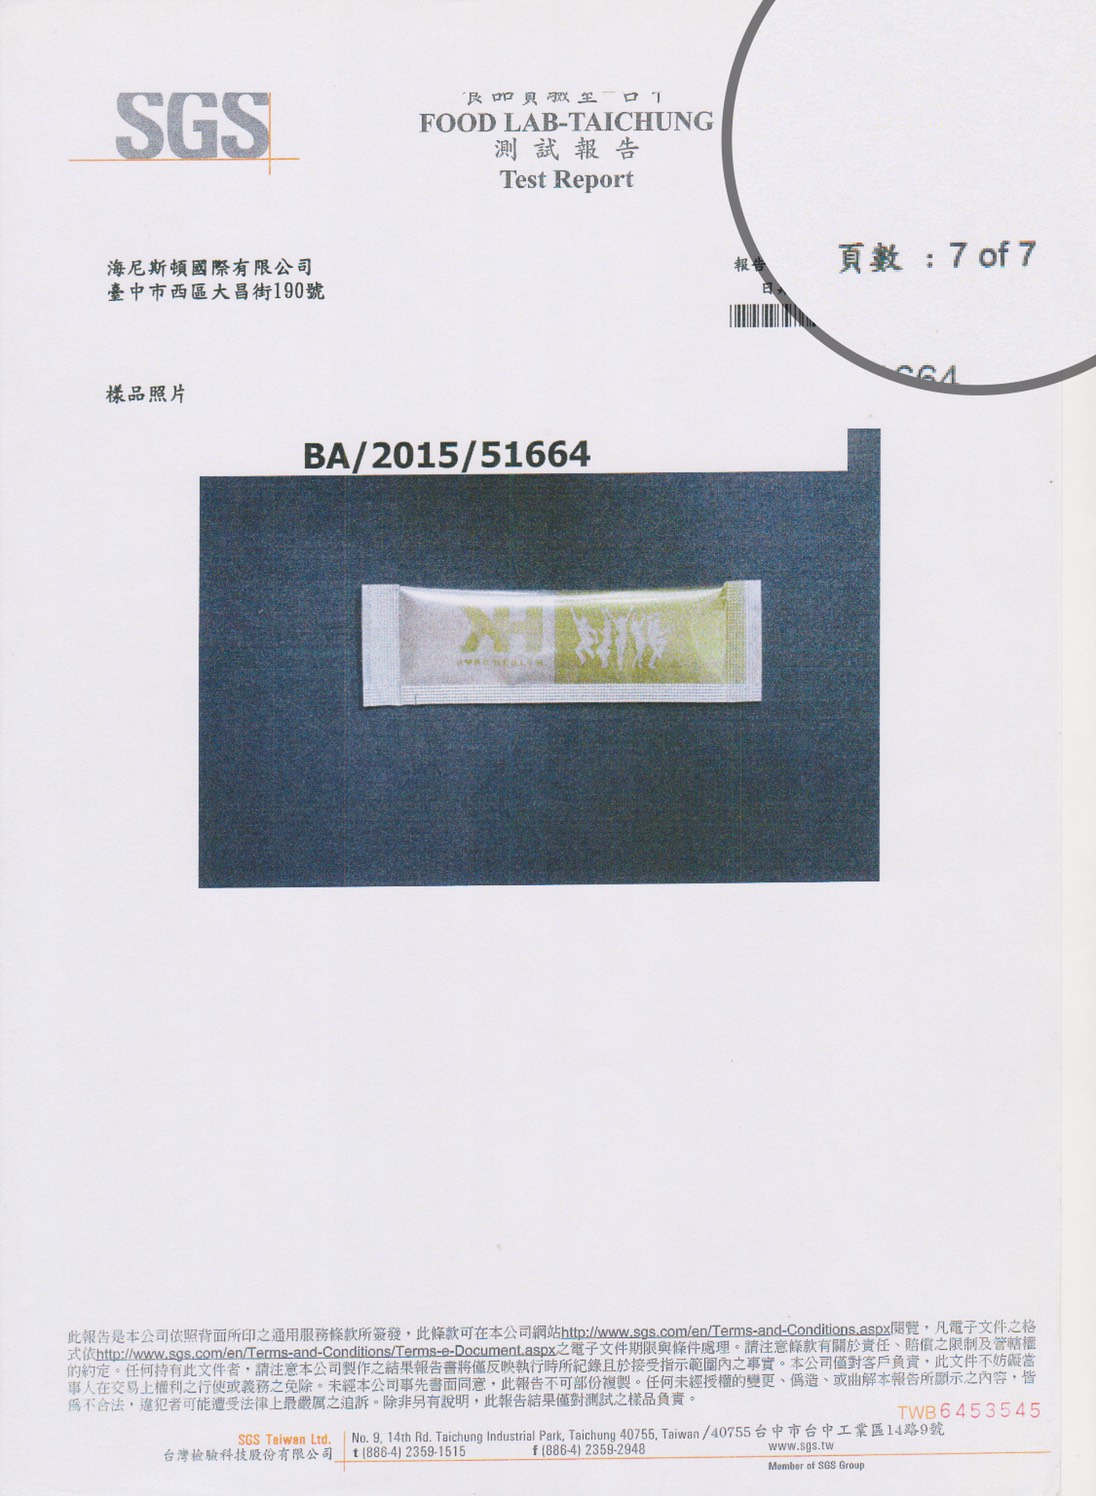 SGS
FOOD LAB-TAICHUNG
測試報告
Test Report
海尼斯頓國際有限公司
臺中市西區大昌街190號
報告
頁數 : 7 of 7
樣品照片
BA/2015/51664
XH
此報告是本公司依照背面所印之通用服務條款所簽發，此條款可在本公司網站http://www.sgs.com/en/Terms-and-Conditions.aspx閱覽，凡電子文件之格
式依http://www.sgs.com/en/Terms-and-Conditions/Terms-e-Document.aspx之電子文件期限與條件處理。請注意條款有關於責任、賠償之限制及管轄權
的約定。任何持有此文件者，請注意本公司製作之結果報告書將僅反映執行時所紀錄且於接受指示範圍內之事實。本公司僅對客戶負責，此文件不妨礙當
事人在交易上權利之行使或義務之免除。未經本公司事先書面同意，此報告不可部份複製。任何未經授權的變更、偽造、或曲解本報告所顯示之內容，皆
為不合法，違犯者可能遭受法律上最嚴厲之追訴。除非另有說明，此報告結果僅對測試之樣品負責。
TWB6453545
SGS Taiwan Ltd.
台灣檢驗科技股份有限公司
No. 9, 14th Rd. Taichung Industrial Park, Taichung 40755, Taiwan /40755台中市台中工業區14路9號
t (886-4) 2359-1515 f (886-4) 2359-2948 www.sgs.tw
Member of SGS Group